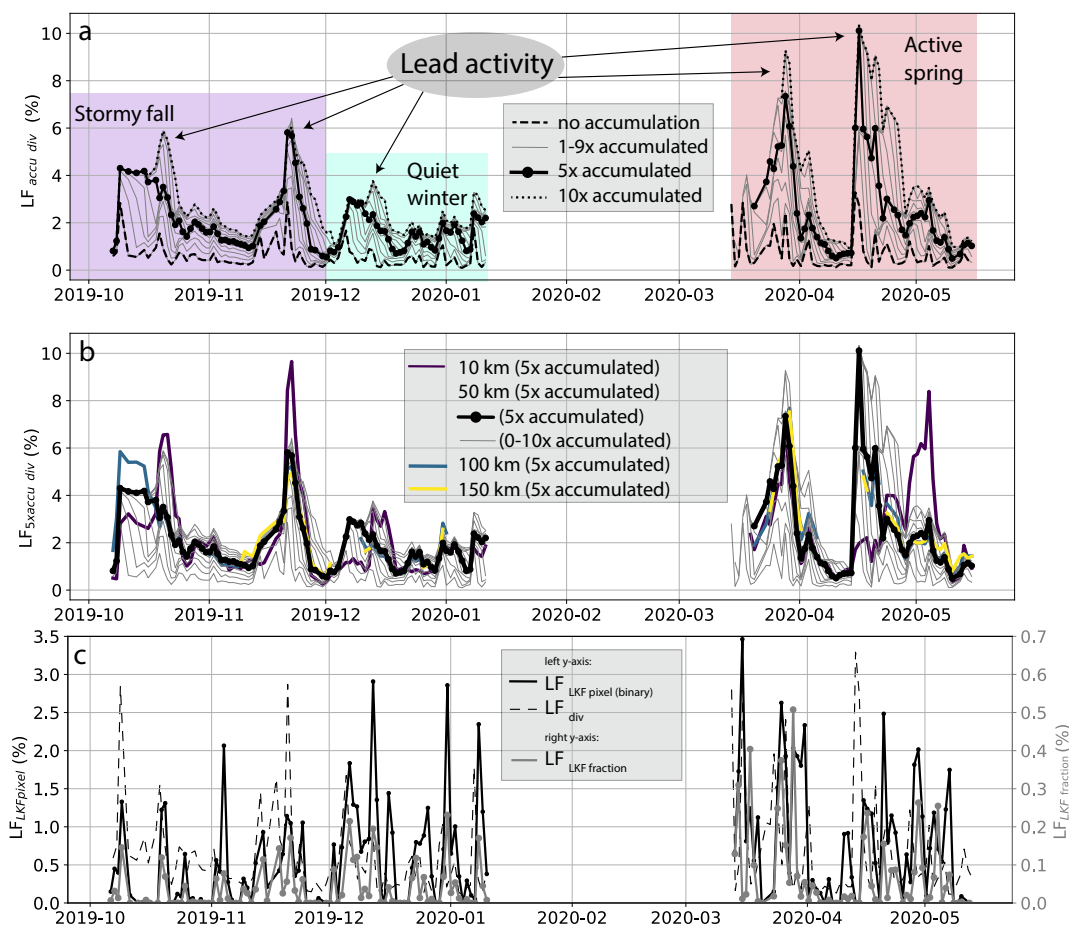 a
Lead activity
Active
spring
Stormy fall
Quiet
winter
no accumulation
1-9x accumulated
5x accumulated
10x accumulated
LF accu div (%)
10
8
6
4
2
0
2019-10 2019-11 2019-12 2020-01 2020-02 2020-03 2020-04 2020-05
b
10 km (5x accumulated)
50 km (5x accumulated)
(5x accumulated)
(0-10x accumulated)
100 km (5x accumulated)
150 km (5x accumulated)
LF 5xaccu div (%)
10
8
6
4
2
0
2019-10 2019-11 2019-12 2020-01 2020-02 2020-03 2020-04 2020-05
c
left y-axis:
LF LKF pixel (binary)
LF div
right y-axis:
LF LKF fraction
LF LKFpixel (%)
3.5
3.0
2.5
2.0
1.5
1.0
0.5
0.0
LF LKF fraction (%)
0.7
0.6
0.5
0.4
0.3
0.2
0.1
0.0
2019-10 2019-11 2019-12 2020-01 2020-02 2020-03 2020-04 2020-05